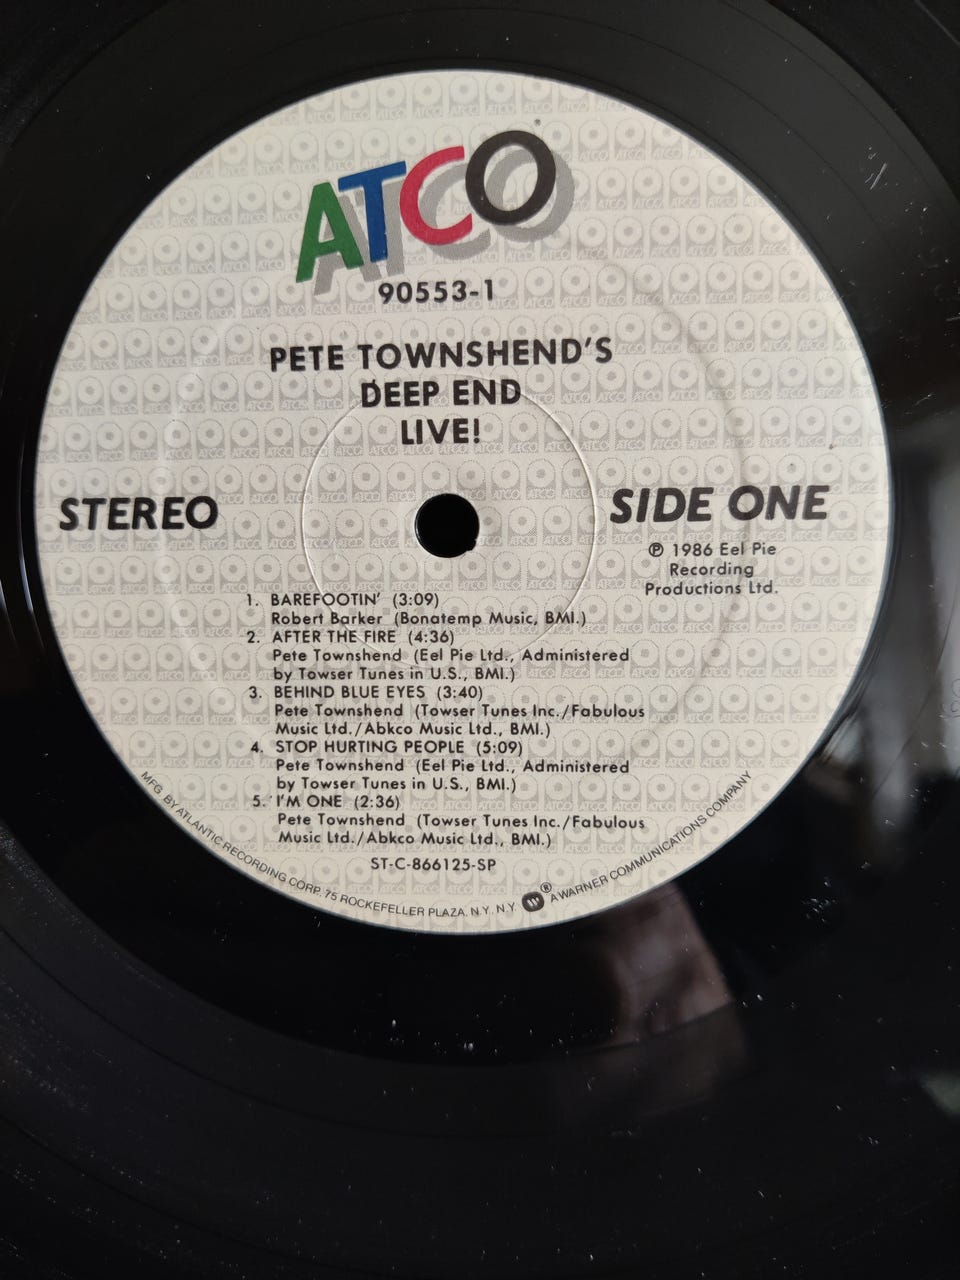 ATCO
90553-1
PETE TOWNSHEND'S
DEEP END
LIVE!
STEREO
SIDE ONE
℗ 1986 Eel Pie
Recording
Productions Ltd.
1. BAREFOOTIN' (3:09)
Robert Barker (Bonatemp Music, BMI.)
2. AFTER THE FIRE (4:36)
Pete Townshend (Eel Pie Ltd., Administered
by Towser Tunes in U.S., BMI.)
3. BEHIND BLUE EYES (3:40)
Pete Townshend (Towser Tunes Inc./Fabulous
Music Ltd./Abkco Music Ltd., BMI.)
4. STOP HURTING PEOPLE (5:09)
Pete Townshend (Eel Pie Ltd., Administered
by Towser Tunes in U.S., BMI.)
5. I'M ONE (2:36)
Pete Townshend (Towser Tunes Inc./Fabulous
Music Ltd./Abkco Music Ltd., BMI.)
ST-C-866125-SP
MFG. BY ATLANTIC RECORDING CORP. 75 ROCKEFELLER PLAZA, N.Y. N.Y. ® A WARNER COMMUNICATIONS COMPANY